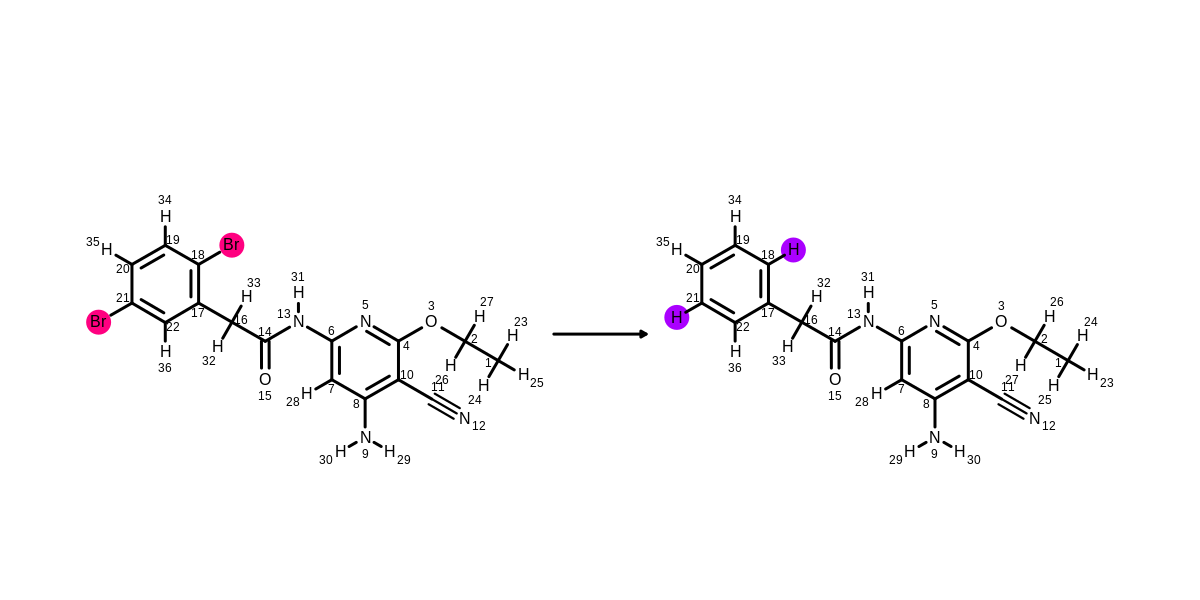 34 34
H H
35 H 19 18 Br 35 H 19 18 H
20 33 31 20 32 31
H H 5 3 27 H H 5 3 26
21 17 16 13 6 N O H 23 21 17 16 13 6 N O H 24
Br 22 14 N 2 H H 22 14 N 2 H
H H 4 1 H H 4 1
32 O 7 10 H 26 H 25 33 O 7 10 H 27 H 23
36 15 28 H 8 11 H 24 36 15 28 H 8 11 H 25
N 12 N 12
N N
30 H 9 H 29 29 H 9 H 30